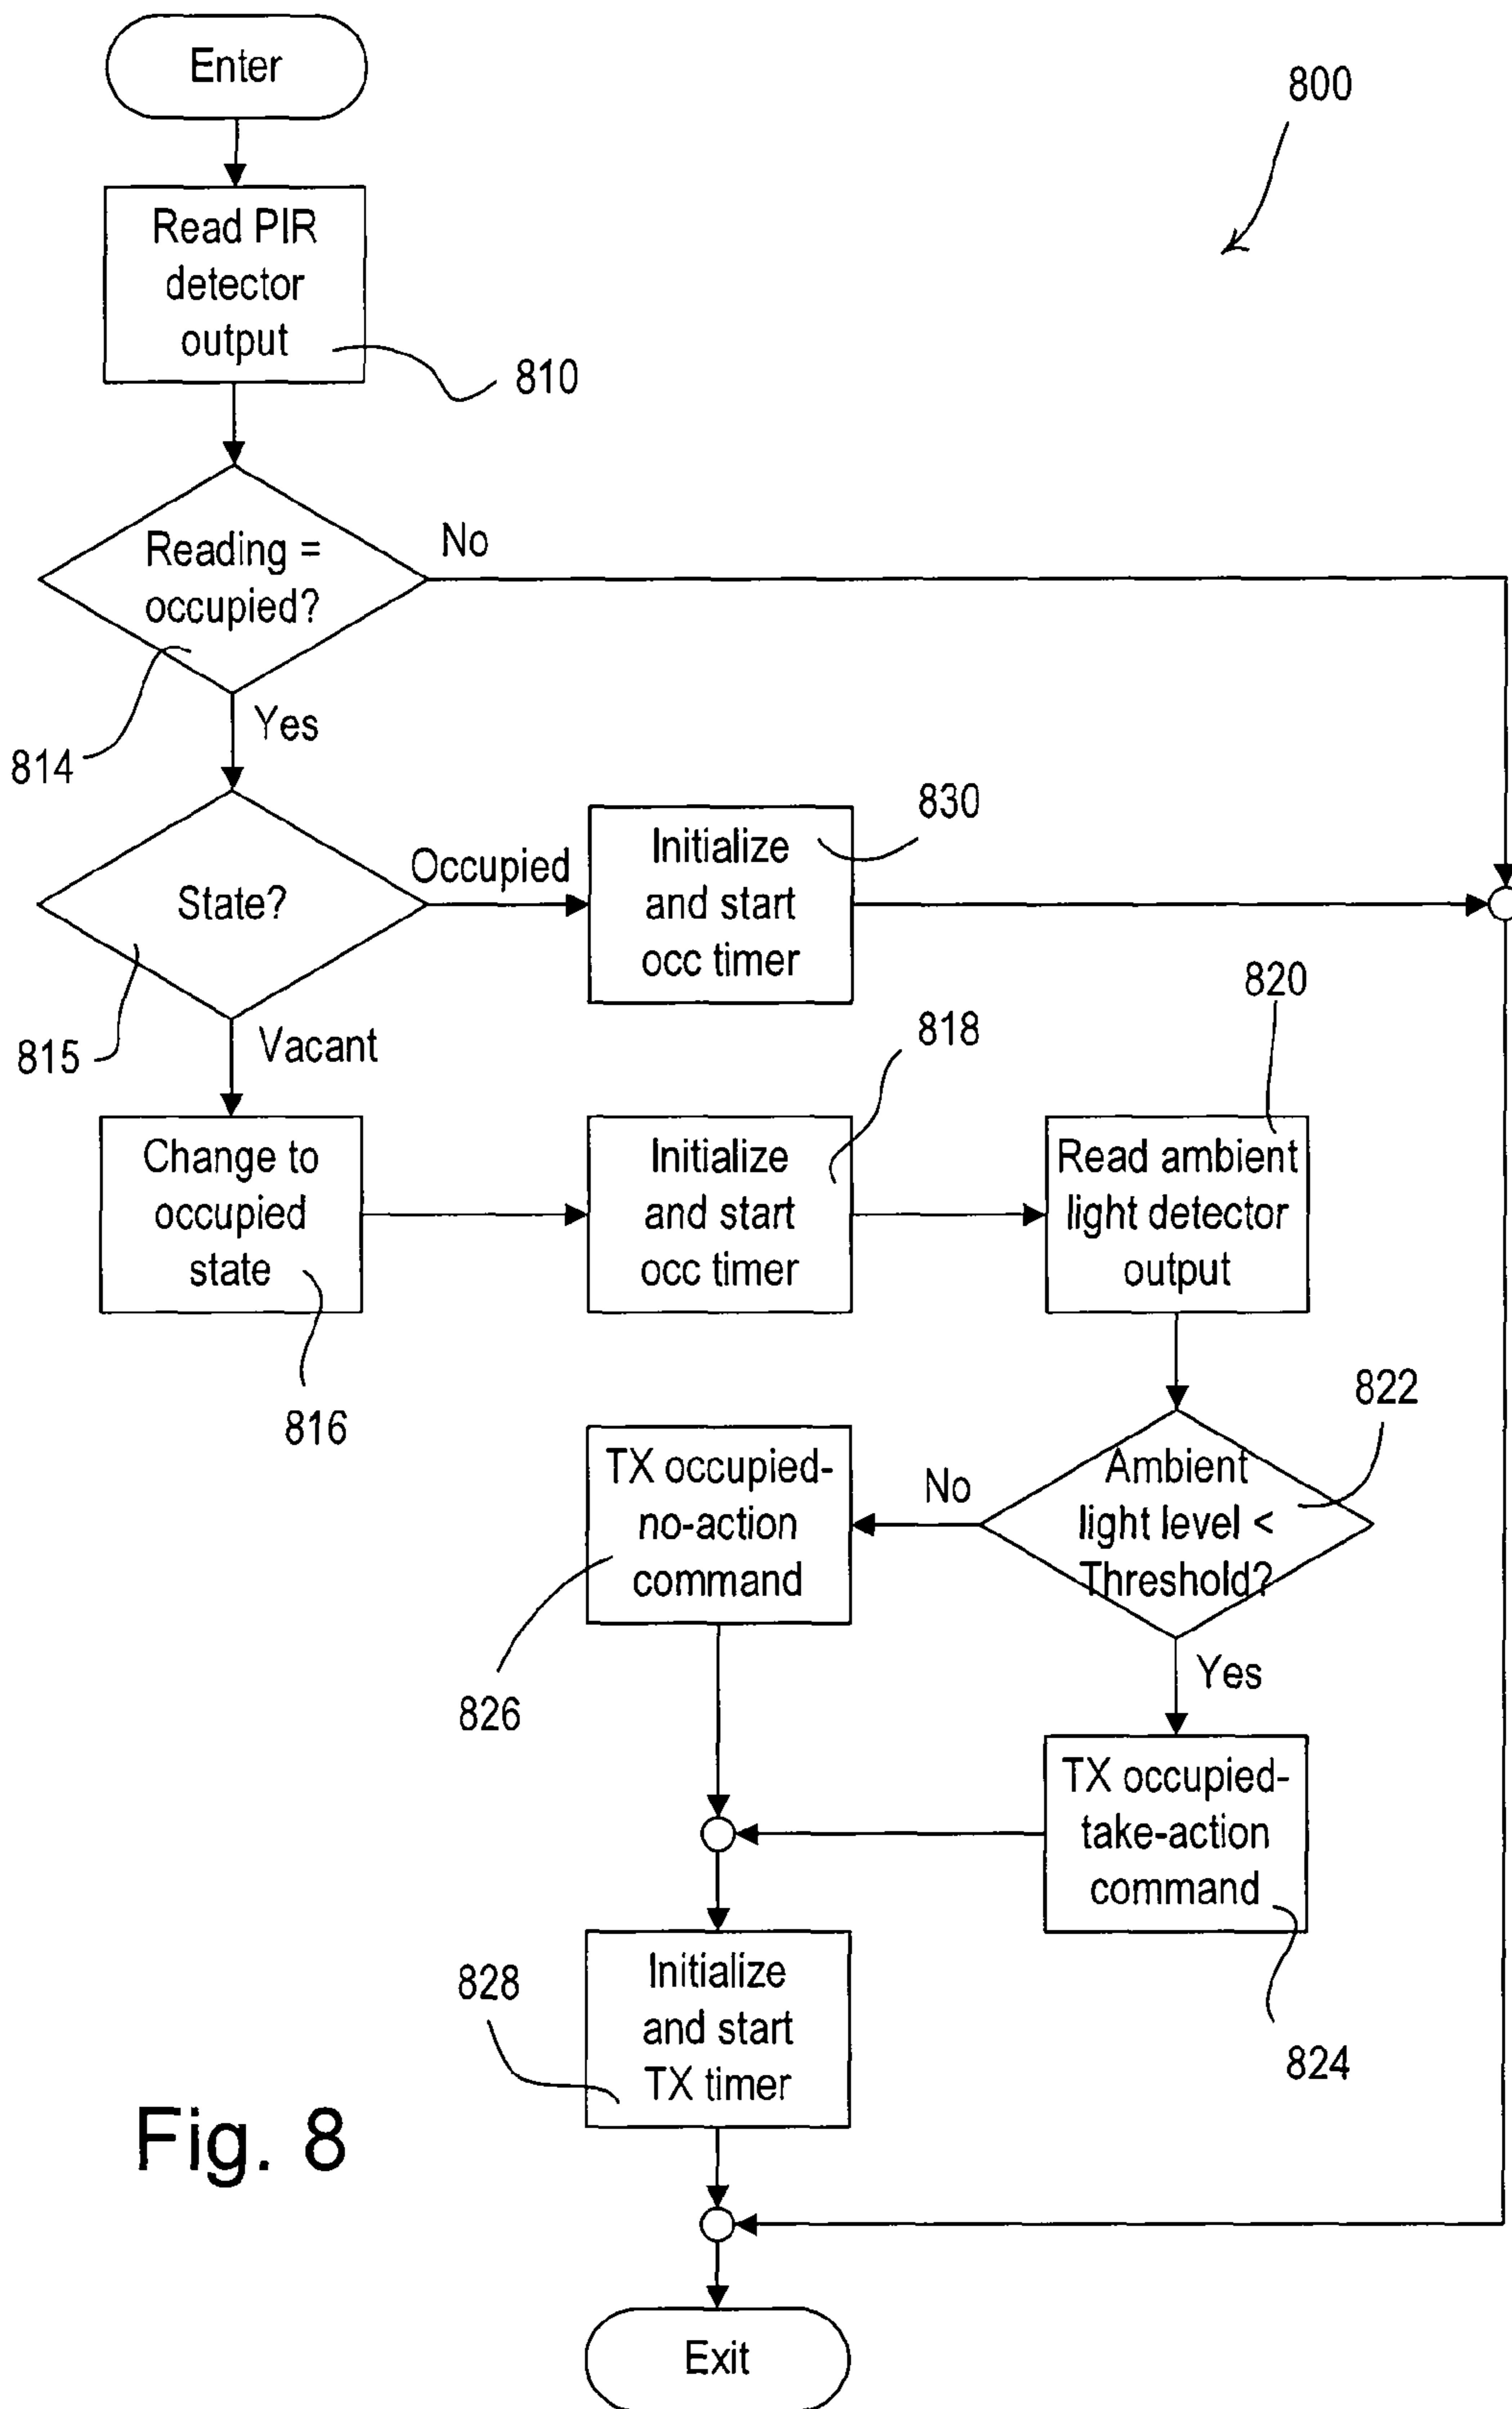 Enter
800
Read PIR
detector
output
810
Reading =
occupied?
No
814
Yes
State?
815
Occupied
Initialize
and start
occ timer
830
Vacant
Change to
occupied
state
816
Initialize
and start
occ timer
818
Read ambient
light detector
output
820
Ambient
light level <
Threshold?
822
No
TX occupied-
no-action
command
826
Yes
TX occupied-
take-action
command
824
Initialize
and start
TX timer
828
Exit
Fig. 8